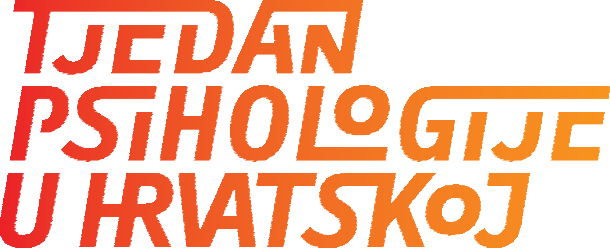 TJEDAN
PSIHOLOGIJE
U HRVATSKOJ